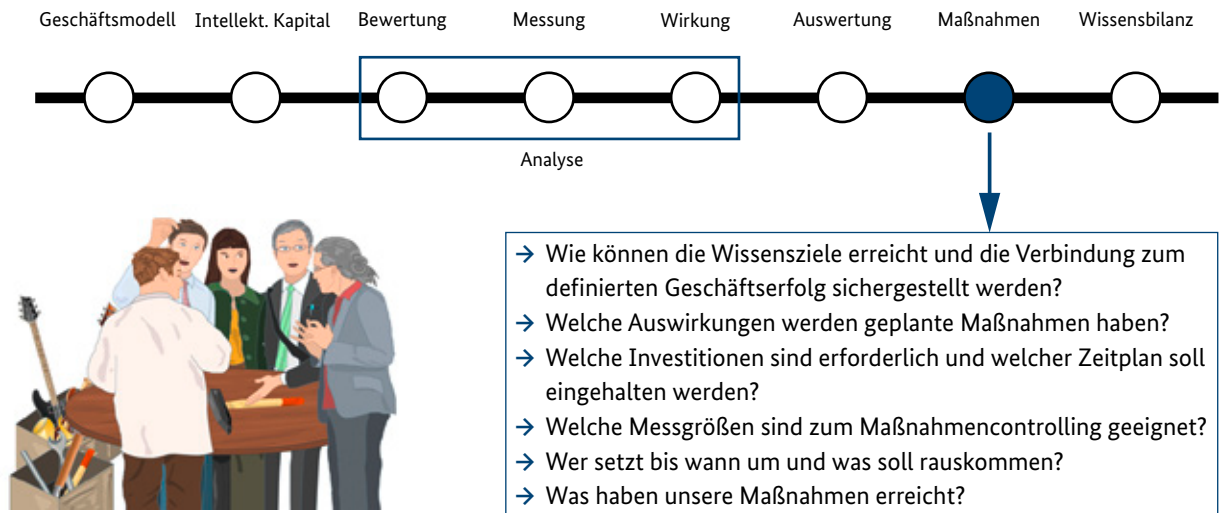 Geschäftsmodell Intellekt. Kapital Bewertung Messung Wirkung Auswertung Maßnahmen Wissensbilanz
Analyse
→ Wie können die Wissensziele erreicht und die Verbindung zum
definierten Geschäftserfolg sichergestellt werden?
→ Welche Auswirkungen werden geplante Maßnahmen haben?
→ Welche Investitionen sind erforderlich und welcher Zeitplan soll
eingehalten werden?
→ Welche Messgrößen sind zum Maßnahmencontrolling geeignet?
→ Wer setzt bis wann um und was soll rauskommen?
→ Was haben unsere Maßnahmen erreicht?